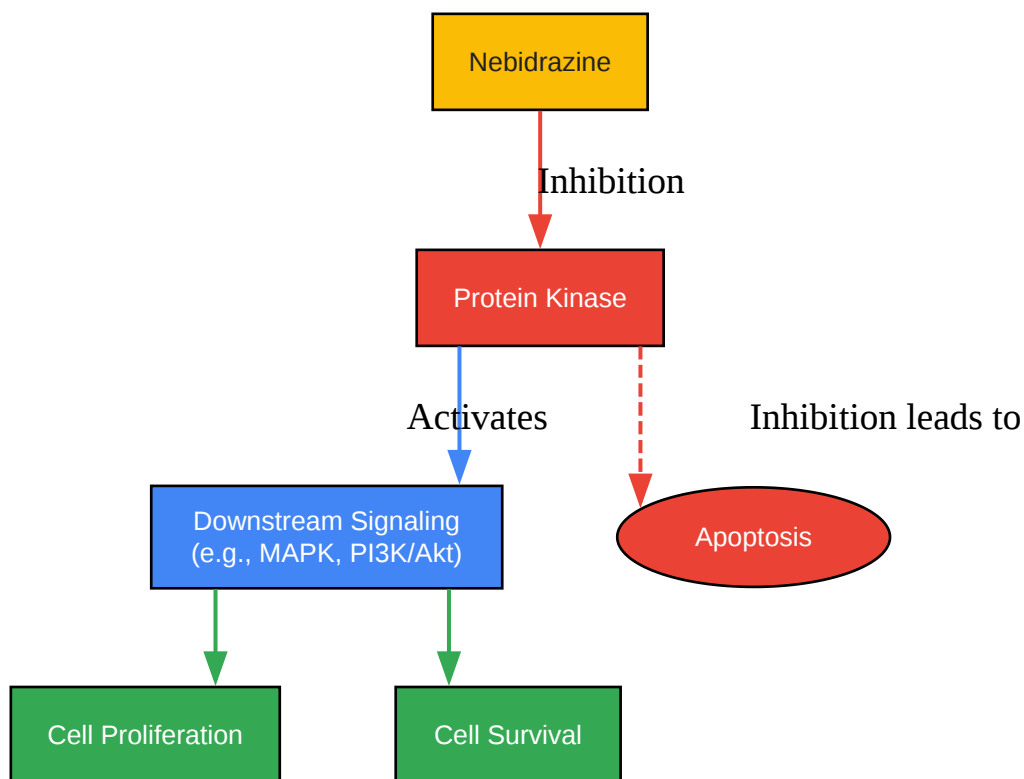 Nebidrazine
Inhibition
Protein Kinase
Activates
Inhibition leads to
Downstream Signaling
(e.g., MAPK, PI3K/Akt)
Apoptosis
Cell Proliferation
Cell Survival